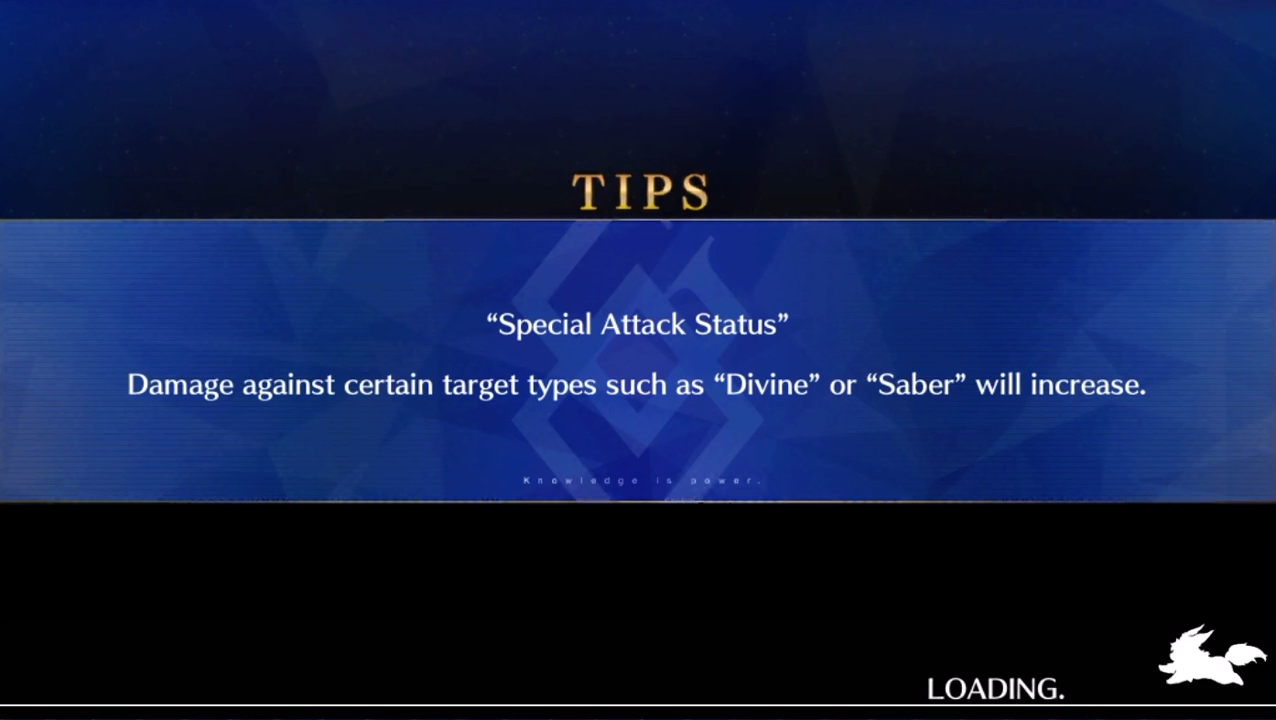 TIPS
“Special Attack Status”
Damage against certain target types such as “Divine” or “Saber” will increase.
Knowledge is power.
LOADING.